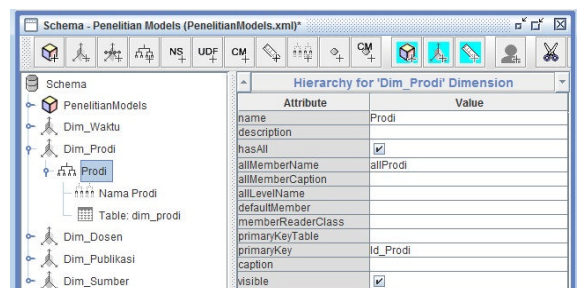 Schema - Penelitian Models (PenelitianModels.xml)*
NS UDF CM CM
Schema
PenelitianModels
Dim_Waktu
Dim_Prodi
Prodi
Nama Prodi
Table: dim_prodi
Dim_Dosen
Dim_Publikasi
Dim_Sumber
Hierarchy for 'Dim_Prodi' Dimension
Attribute Value
name Prodi
description
hasAll
allMemberName allProdi
allMemberCaption
allLevelName
defaultMember
memberReaderClass
primaryKeyTable
primaryKey Id_Prodi
caption
visible